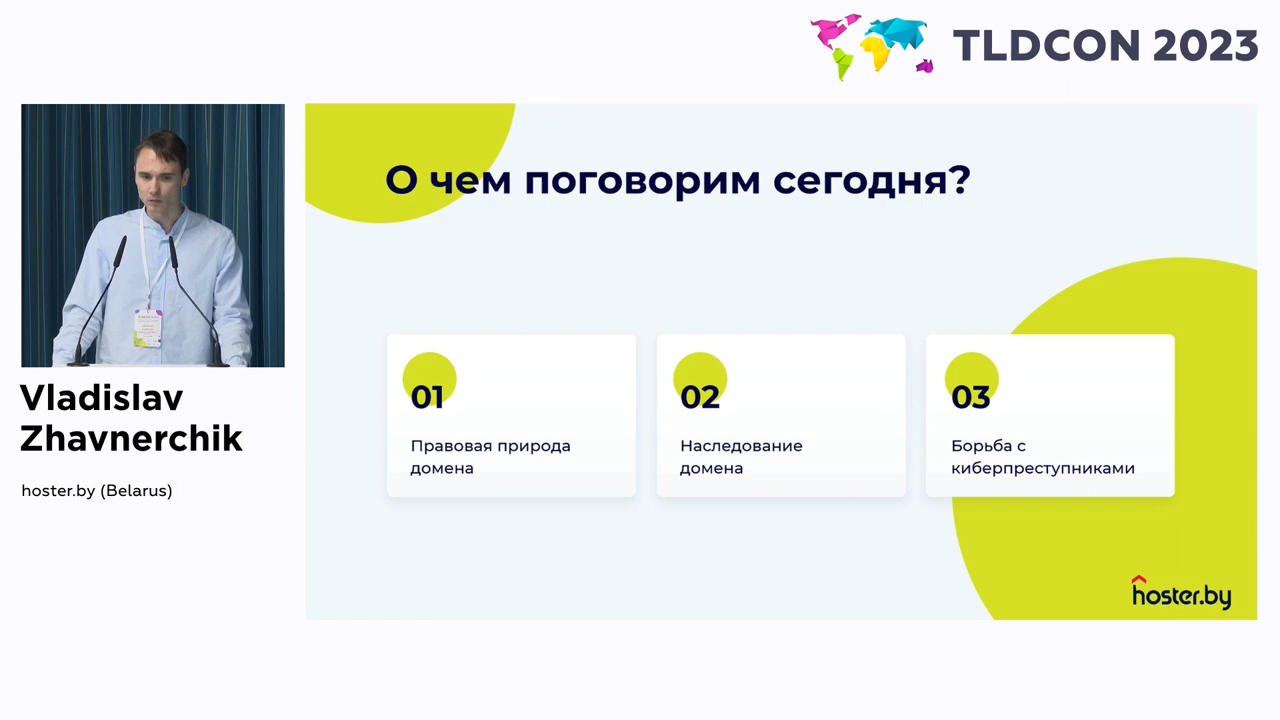 TLDCON 2023
О чем поговорим сегодня?
01
Правовая природа
домена
02
Наследование
домена
03
Борьба с
киберпреступниками
hoster.by
Vladislav
Zhavnerchik
hoster.by (Belarus)